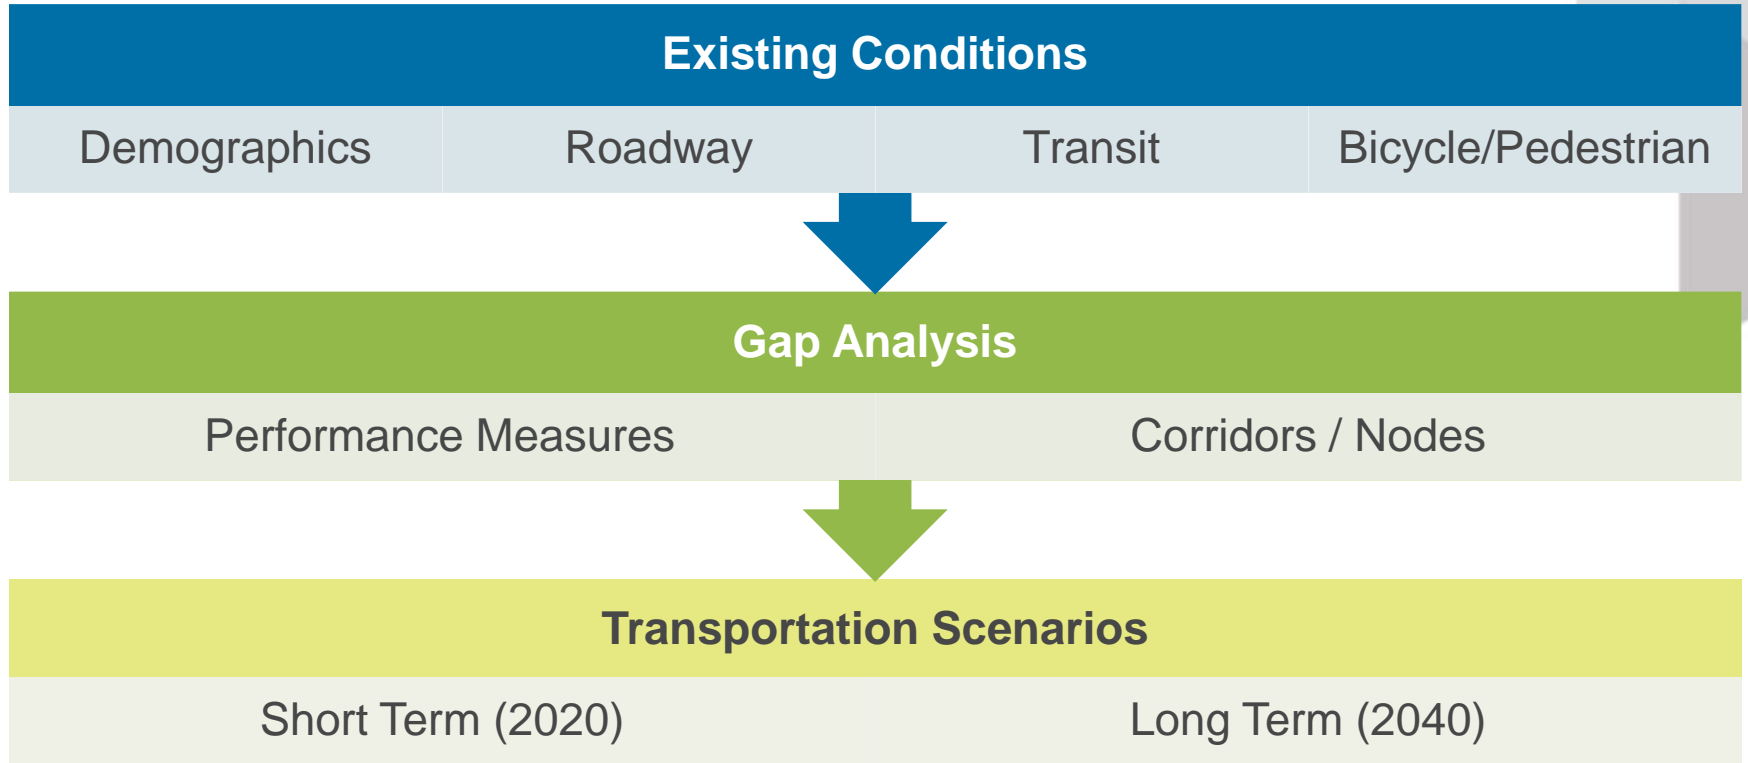 Existing Conditions
Demographics Roadway Transit Bicycle/Pedestrian
Gap Analysis
Performance Measures Corridors / Nodes
Transportation Scenarios
Short Term (2020) Long Term (2040)